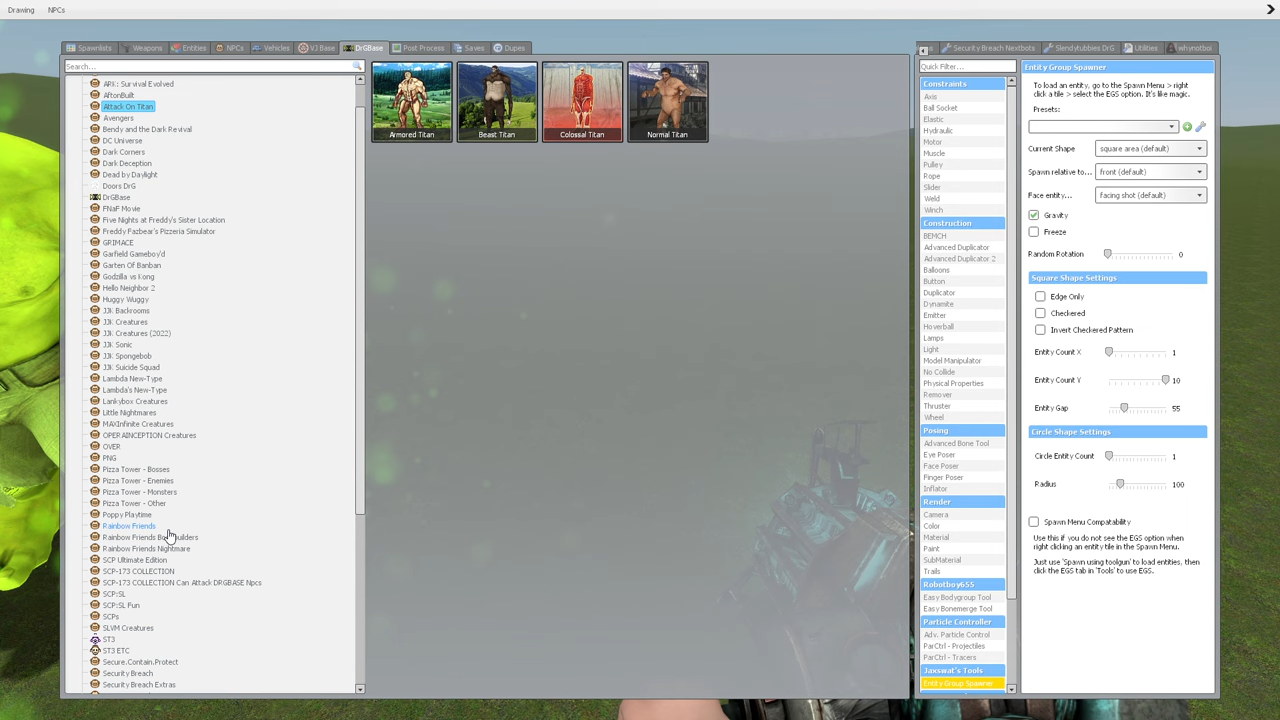 Drawing NPCs
Spawnlists Weapons Entities NPCs Vehicles VJ Base DrGBase Post Process Saves Dupes
Security Breach Nextbots Slendytubbies DrG Utilities whynotboi
Search...
ARK: Survival Evolved
AftonBuilt
Attack On Titan
Avengers
Bendy and the Dark Revival
DC Universe
Dark Corners
Dark Deception
Dead by Daylight
Doors DrG
DrGBase
FNaF Movie
Five Nights at Freddy's Sister Location
Freddy Fazbear's Pizzeria Simulator
GRIMACE
Garfield Gameboy'd
Garten Of Banban
Godzilla vs Kong
Hello Neighbor 2
Huggy Wuggy
JJK Backrooms
JJK Creatures
JJK Creatures (2022)
JJK Sonic
JJK Spongebob
JJK Suicide Squad
Lambda New-Type
Lambda's New-Type
Lankybox Creatures
Little Nightmares
MAXInfinite Creatures
OPERAINCEPTION Creatures
OVER
PNG
Pizza Tower - Bosses
Pizza Tower - Enemies
Pizza Tower - Monsters
Pizza Tower - Other
Poppy Playtime
Rainbow Friends
Rainbow Friends
Rainbow Friends Nightmare
SCP Ultimate Edition
SCP-173 COLLECTION
SCP-173 COLLECTION Can Attack DRGBASE Npcs
SCP:SL
SCP:SL Fun
SCPs
SLVM Creatures
ST3
ST3 ETC
Secure.Contain.Protect
Security Breach
Security Breach Extras
Armored Titan Beast Titan Colossal Titan Normal Titan
Quick Filter...
Constraints
Axis
Ball Socket
Elastic
Hydraulic
Motor
Muscle
Pulley
Rope
Slider
Weld
Winch
Construction
BEMCH
Advanced Duplicator
Advanced Duplicator 2
Balloons
Button
Duplicator
Dynamite
Emitter
Hoverball
Lamps
Light
Model Manipulator
No Collide
Physical Properties
Remover
Thruster
Wheel
Posing
Advanced Bone Tool
Eye Poser
Face Poser
Finger Poser
Inflator
Render
Camera
Color
Material
Paint
SubMaterial
Trails
Robotboy655
Easy Bodygroup Tool
Easy Bonemerge Tool
Particle Controller
Adv. Particle Control
ParCtrl - Projectiles
ParCtrl - Tracers
Jaxswat's Tools
Entity Group Spawner
Entity Group Spawner
To load an entity, go to the Spawn Menu > right
click a tile > select the EGS option. It's like magic.
Presets:
Current Shape square area (default)
Spawn relative to... front (default)
Face entity... facing shot (default)
Gravity
Freeze
Random Rotation 0
Square Shape Settings
Edge Only
Checkered
Invert Checkered Pattern
Entity Count X 1
Entity Count Y 10
Entity Gap 55
Circle Shape Settings
Circle Entity Count 1
Radius 100
Spawn Menu Compatability
Use this if you do not see the EGS option when
right clicking an entity tile in the Spawn Menu.
Just use 'Spawn using toolgun' to load entities, then
click the EGS tab in 'Tools' to use EGS.